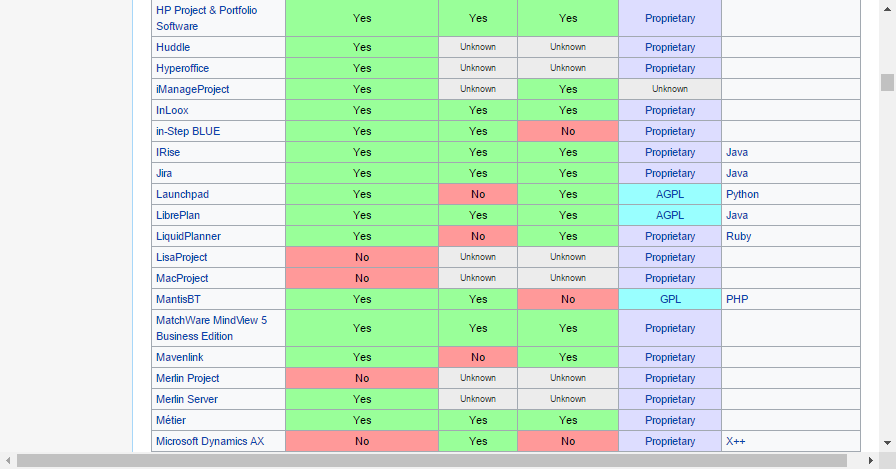 HP Project & Portfolio Software Yes Yes Yes Proprietary
Huddle Yes Unknown Unknown Proprietary
Hyperoffice Yes Unknown Unknown Proprietary
iManageProject Yes Unknown Yes Unknown
InLoox Yes Yes Yes Proprietary
in-Step BLUE Yes Yes No Proprietary
IRise Yes Yes Yes Proprietary Java
Jira Yes Yes Yes Proprietary Java
Launchpad Yes No Yes AGPL Python
LibrePlan Yes Yes Yes AGPL Java
LiquidPlanner Yes No Yes Proprietary Ruby
LisaProject No Unknown Unknown Proprietary
MacProject No Unknown Unknown Proprietary
MantisBT Yes Yes No GPL PHP
MatchWare MindView 5 Business Edition Yes Yes Yes Proprietary
Mavenlink Yes No Yes Proprietary
Merlin Project No Unknown Unknown Proprietary
Merlin Server Yes Unknown Unknown Proprietary
Métier Yes Yes Yes Proprietary
Microsoft Dynamics AX No Yes No Proprietary X++